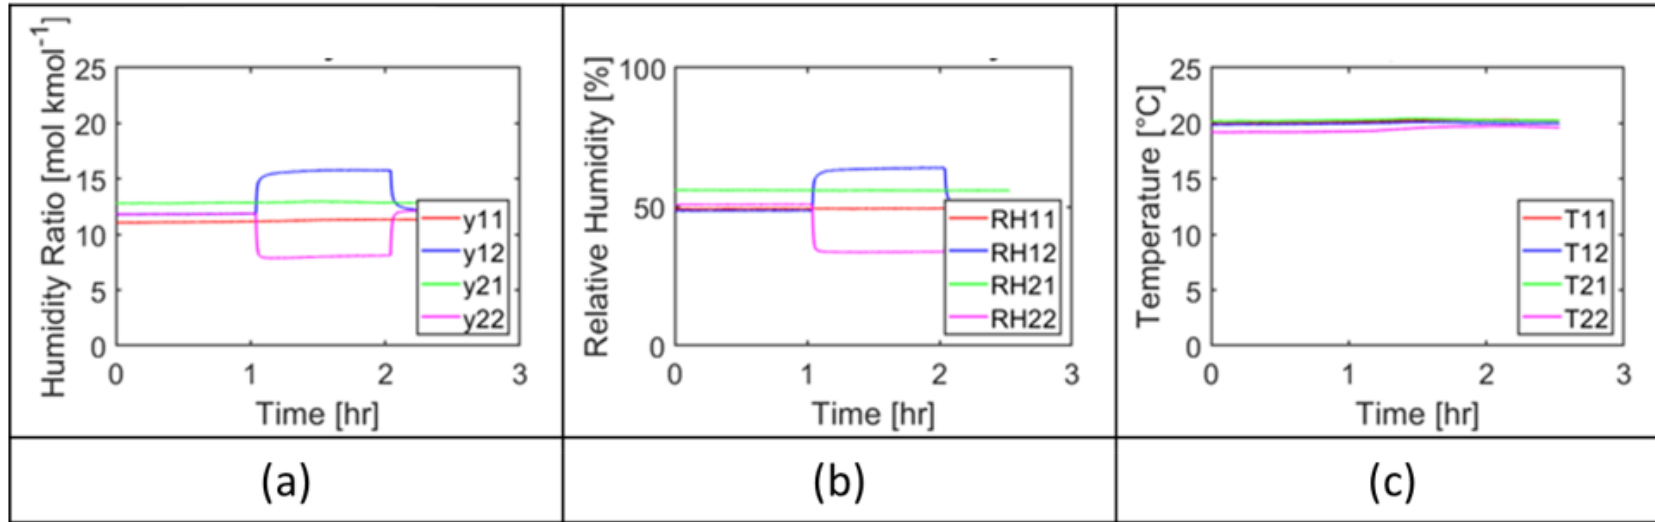 Humidity Ratio [mol kmol⁻¹]
25
20
15
10
5
0
0 1 2 3
Time [hr]
y11
y12
y21
y22
Relative Humidity [%]
100
50
0
0 1 2 3
Time [hr]
RH11
RH12
RH21
RH22
Temperature [°C]
25
20
15
10
5
0
0 1 2 3
Time [hr]
T11
T12
T21
T22
(a) (b) (c)